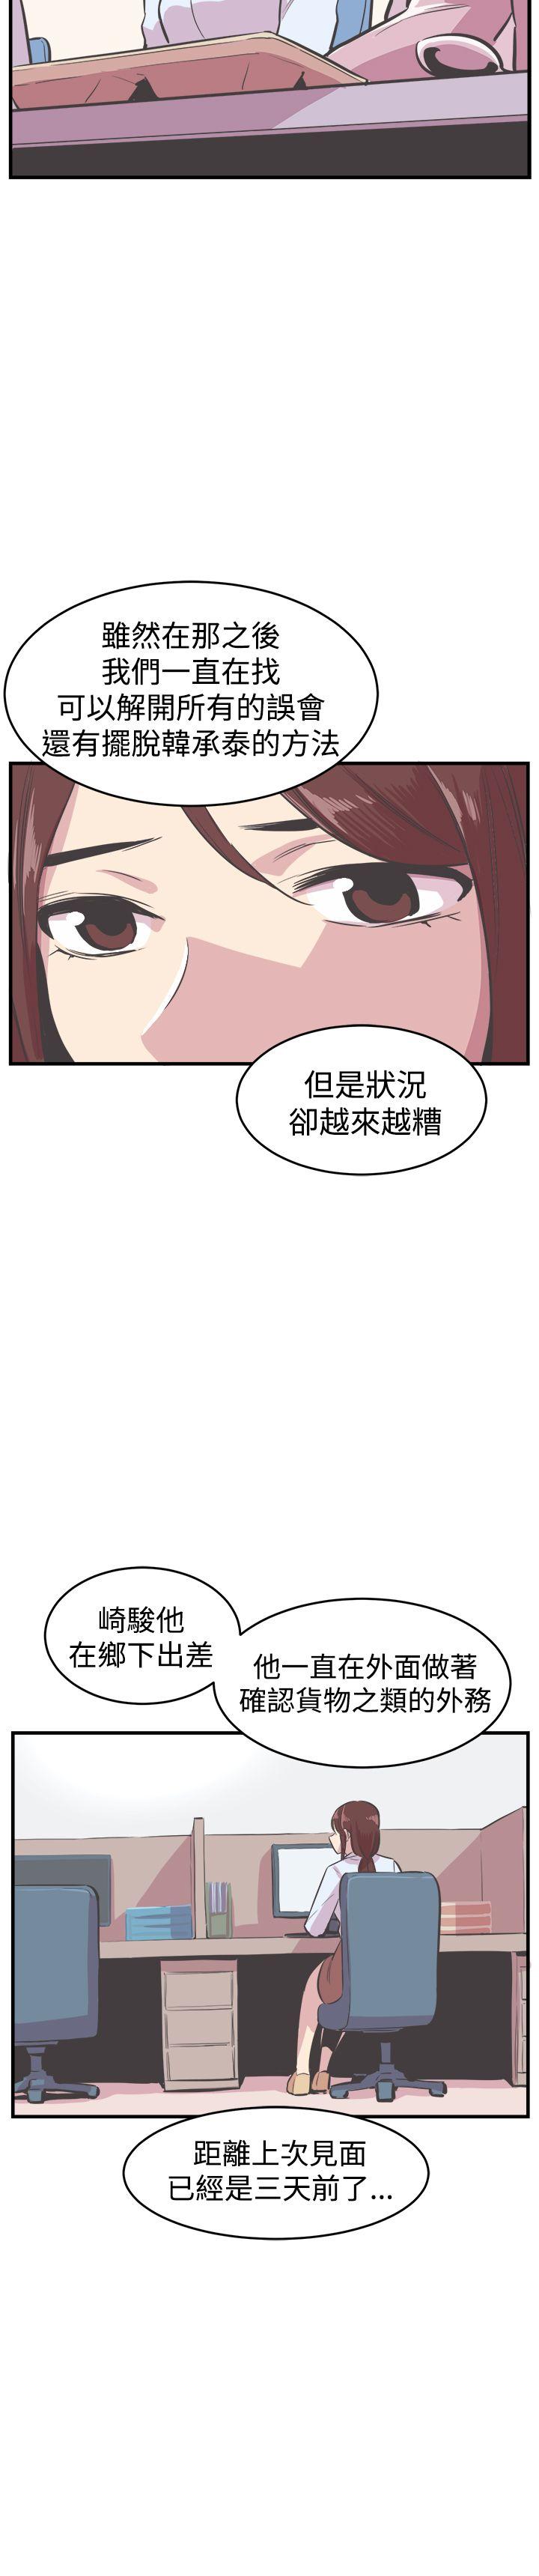 雖然在那之後
我們一直在找
可以解開所有的誤會
還有擺脫韓承泰的方法
但是狀況
卻越來越糟
崎駿他
在鄉下出差
他一直在外面做著
確認貨物之類的外務
距離上次見面
已經是三天前了...